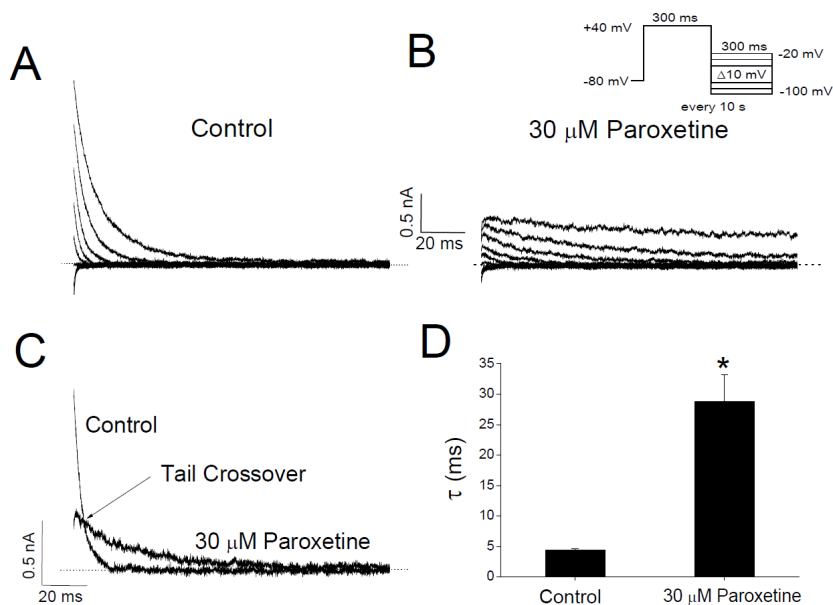 A
Control
0.5 nA
20 ms
B
+40 mV
300 ms
-80 mV
300 ms
-20 mV
Δ10 mV
-100 mV
every 10 s
30 μM Paroxetine
C
Control
Tail Crossover
30 μM Paroxetine
0.5 nA
20 ms
D
τ (ms)
35
30
25
20
15
10
5
0
*
Control
30 μM Paroxetine